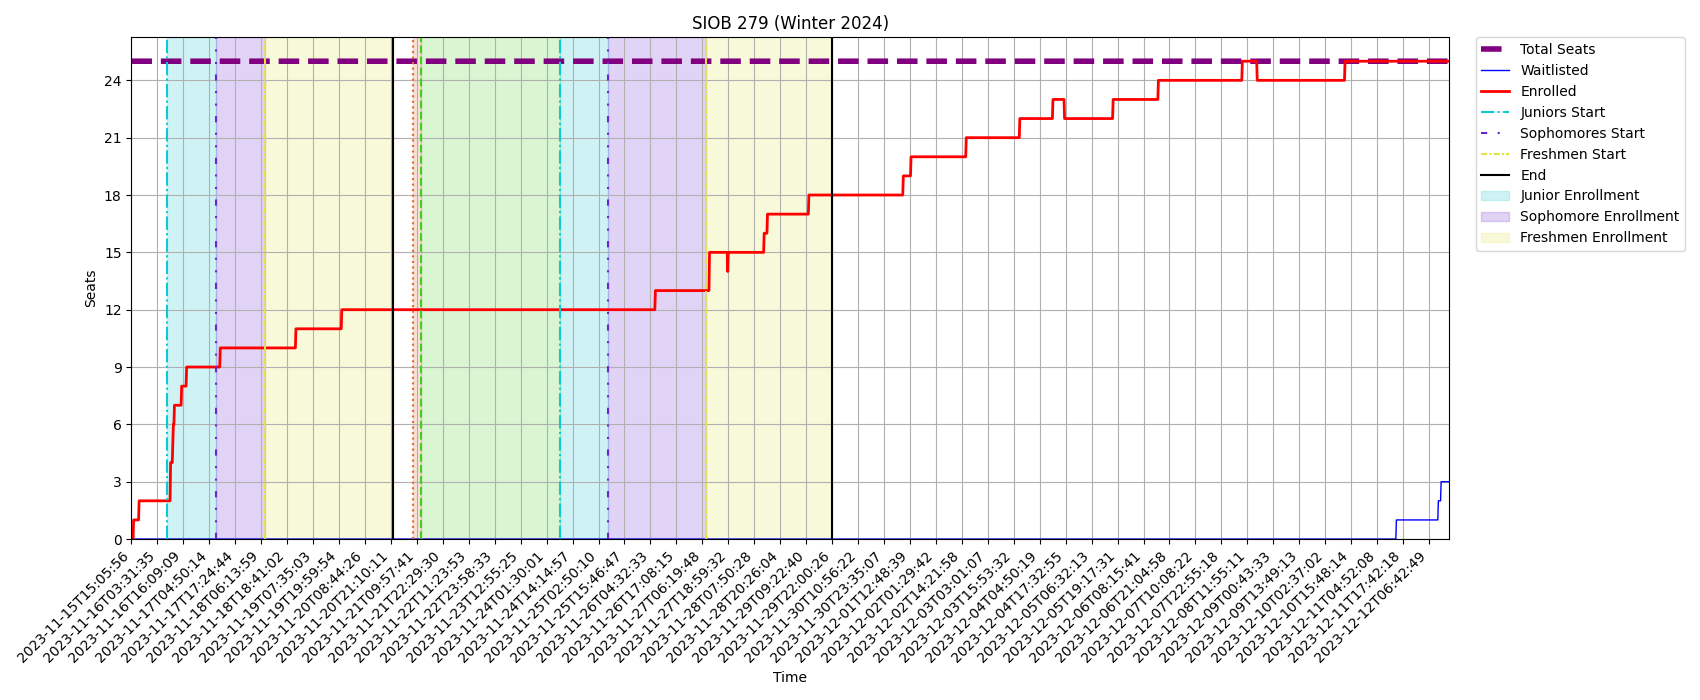 SIOB 279 (Winter 2024)
Total Seats
Waitlisted
Enrolled
Juniors Start
Sophomores Start
Freshmen Start
End
Junior Enrollment
Sophomore Enrollment
Freshmen Enrollment
Seats
24
21
18
15
12
9
6
3
0
2023-11-15T15:05:56
2023-11-16T03:31:35
2023-11-16T16:09:09
2023-11-17T04:50:14
2023-11-17T17:24:44
2023-11-18T06:13:59
2023-11-18T18:41:02
2023-11-19T07:35:03
2023-11-19T19:59:54
2023-11-20T08:44:26
2023-11-20T21:10:11
2023-11-21T09:57:41
2023-11-21T22:29:30
2023-11-22T11:23:53
2023-11-22T23:58:33
2023-11-23T12:55:25
2023-11-24T01:30:01
2023-11-24T14:14:57
2023-11-25T02:50:10
2023-11-25T15:46:47
2023-11-26T04:32:33
2023-11-26T17:08:15
2023-11-27T06:19:48
2023-11-27T18:59:32
2023-11-28T07:50:28
2023-11-28T20:26:04
2023-11-29T09:22:40
2023-11-29T22:00:26
2023-11-30T10:56:22
2023-11-30T23:35:07
2023-12-01T12:48:39
2023-12-02T01:29:42
2023-12-02T14:21:58
2023-12-03T03:01:07
2023-12-03T15:53:32
2023-12-04T04:50:19
2023-12-04T17:32:55
2023-12-05T06:32:13
2023-12-05T19:17:31
2023-12-06T08:15:41
2023-12-06T21:04:58
2023-12-07T10:08:22
2023-12-07T22:55:18
2023-12-08T11:55:11
2023-12-09T00:43:33
2023-12-09T13:49:13
2023-12-10T02:37:02
2023-12-10T15:48:14
2023-12-11T04:52:08
2023-12-11T17:42:18
2023-12-12T06:42:49
Time